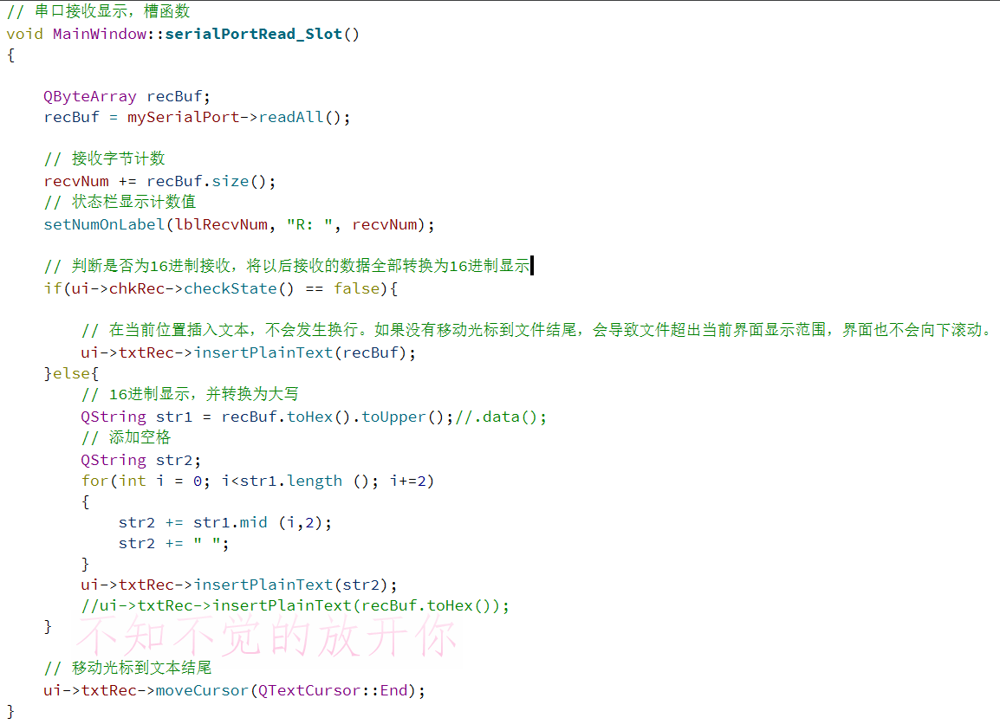 // 串口接收显示，槽函数
void MainWindow::serialPortRead_Slot()
{
QByteArray recBuf;
recBuf = mySerialPort->readAll();
// 接收字节计数
recvNum += recBuf.size();
// 状态栏显示计数值
setNumOnLabel(lblRecvNum, "R: ", recvNum);
// 判断是否为16进制接收，将以后接收的数据全部转换为16进制显示
if(ui->chkRec->checkState() == false){
// 在当前位置插入文本，不会发生换行。如果没有移动光标到文件结尾，会导致文件超出当前界面显示范围，界面也不会向下滚动。
ui->txtRec->insertPlainText(recBuf);
}else{
// 16进制显示，并转换为大写
QString str1 = recBuf.toHex().toUpper();//.data();
// 添加空格
QString str2;
for(int i = 0; i<str1.length (); i+=2)
{
str2 += str1.mid (i,2);
str2 += " ";
}
ui->txtRec->insertPlainText(str2);
//ui->txtRec->insertPlainText(recBuf.toHex());
}
不知不觉的放开你
// 移动光标到文本结尾
ui->txtRec->moveCursor(QTextCursor::End);
}